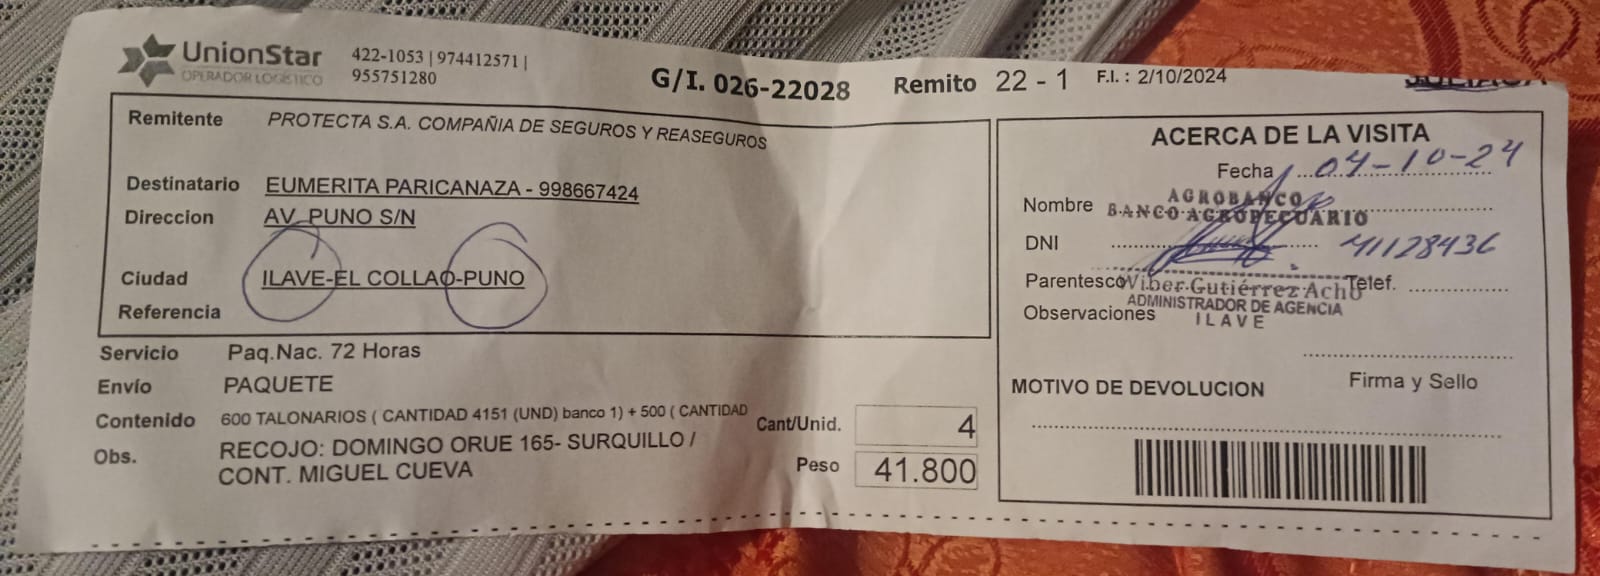 UnionStar
OPERADOR LOGISTICO
422-1053 | 974412571 |
955751280
G/I. 026-22028
Remito 22 - 1
F.I. : 2/10/2024
JULIACA
Remitente PROTECTA S.A. COMPAÑIA DE SEGUROS Y REASEGUROS
Destinatario EUMERITA PARICANAZA - 998667424
Direccion AV. PUNO S/N
Ciudad ILAVE-EL COLLAO-PUNO
Referencia
Servicio Paq.Nac. 72 Horas
Envío PAQUETE
Contenido 600 TALONARIOS ( CANTIDAD 4151 (UND) banco 1) + 500 ( CANTIDAD
Obs. RECOJO: DOMINGO ORUE 165- SURQUILLO /
CONT. MIGUEL CUEVA
Cant/Unid. 4
Peso 41.800
ACERCA DE LA VISITA
Fecha 04-10-24
AGROBANCO
Nombre BANCO AGROPECUARIO
DNI 41128436
Parentesco Wiber Gutiérrez Acho Telef.
ADMINISTRADOR DE AGENCIA
Observaciones ILAVE
MOTIVO DE DEVOLUCION Firma y Sello